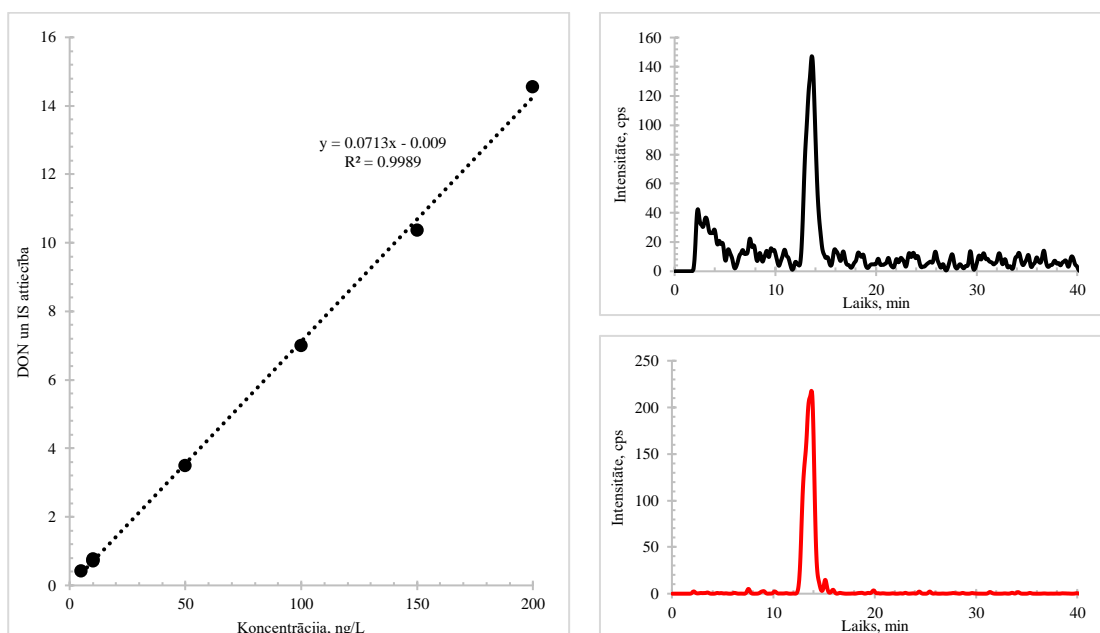 16
14
12
10
8
6
4
2
0
DON un IS attiecība
y = 0.0713x - 0.009
R² = 0.9989
0 50 100 150 200
Koncentrācija, ng/L
160
140
120
100
80
60
40
20
0
Intensitāte, cps
0 10 20 30 40
Laiks, min
250
200
150
100
50
0
Intensitāte, cps
0 10 20 30 40
Laiks, min